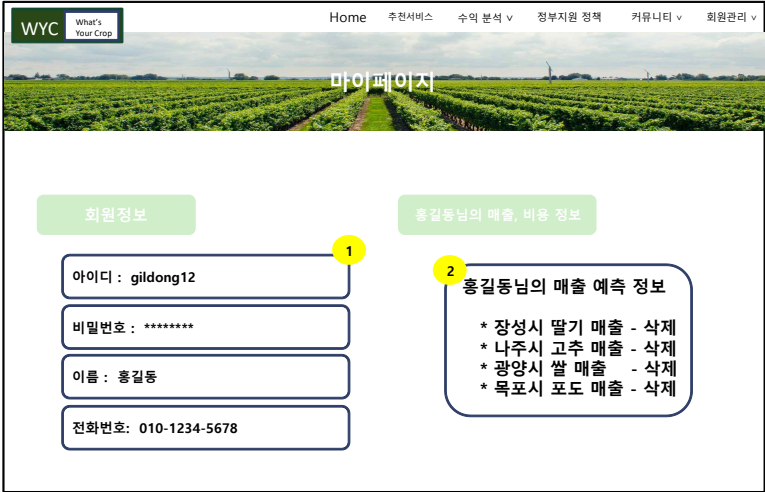 WYC
What's
Your Crop
Home 추천서비스 수익 분석 ∨ 정부지원 정책 커뮤니티 ∨ 회원관리 ∨
마이페이지
회원정보
1
아이디 : gildong12
비밀번호 : ********
이름 : 홍길동
전화번호: 010-1234-5678
홍길동님의 매출, 비용 정보
2
홍길동님의 매출 예측 정보
* 장성시 딸기 매출 - 삭제
* 나주시 고추 매출 - 삭제
* 광양시 쌀 매출 - 삭제
* 목포시 포도 매출 - 삭제